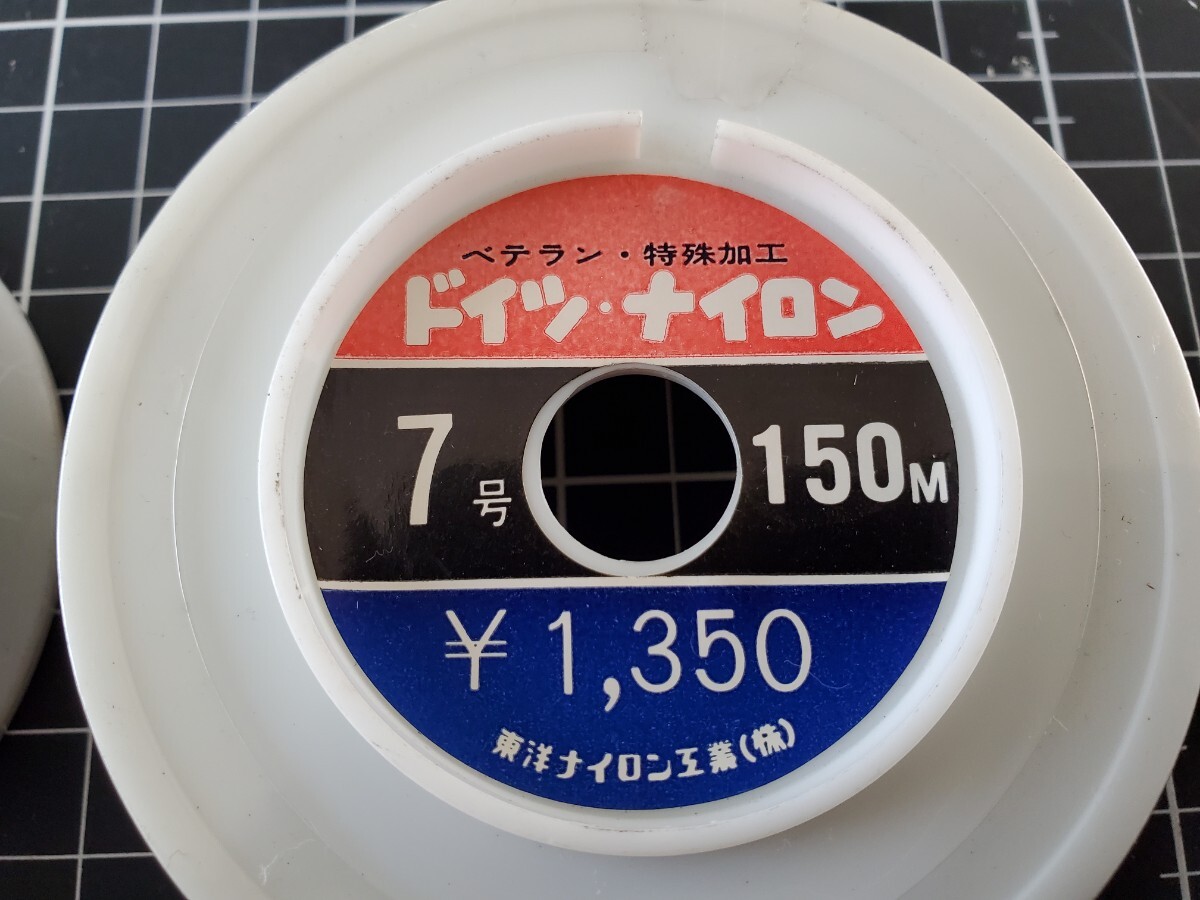 ベテラン・特殊加工
ドイツ・ナイロン
7号 150M
¥1,350
東洋ナイロン工業(株)